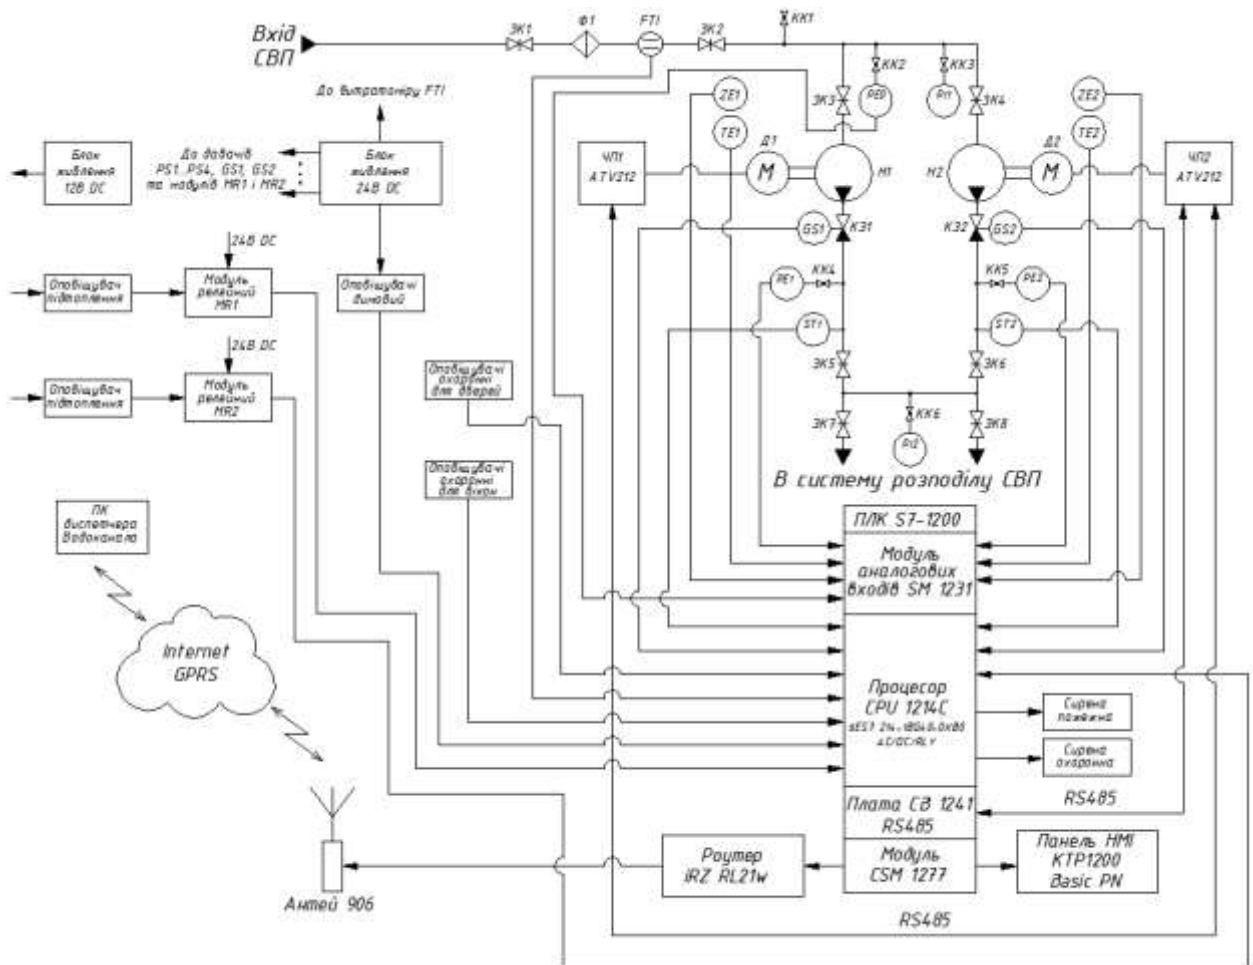 Вхід
СВП
ЗК1
Ф1
FT1
ЗК2
КК1
До витратоміру FT1
Блок
живлення
12В DC
До давачів
PS1...PS4, GS1, GS2
та модулів MR1 і MR2
Блок
живлення
24В DC
24В DC
Оповіщувач
підтоплення
Модуль
релейний
MR1
Оповіщувачі
димовий
24В DC
Оповіщувач
підтоплення
Модуль
релейний
MR2
Оповіщувачі
охоронні
для дверей
Оповіщувачі
охоронні
для вікон
ZE1
TE1
ЗК3
КК2
PE0
КК3
PI1
ЗК4
ZE2
TE2
ЧП1
ATV212
Д1
М
Н1
Н2
Д2
М
ЧП2
ATV212
GS1
КЗ1
КЗ2
GS2
PE1
КК4
КК5
PE2
ST1
ST2
ЗК5
ЗК6
ЗК7
КК6
PI2
ЗК8
В систему розподілу СВП
ПК
диспетчера
Водоканала
Internet
GPRS
Антей 906
ПЛК S7-1200
Модуль
аналогових
входів SM 1231
Процесор
CPU 1214C
AC/DC/RLY
Сирена
пожежна
Сирена
охоронна
RS485
Плата CB 1241
RS485
Роутер
iRZ RL21w
Модуль
CSM 1277
Панель HMI
KTP1200
Basic PN
RS485